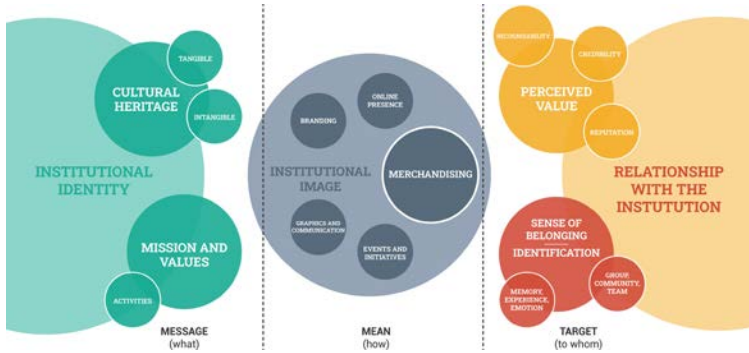 TANGIBLE
CULTURAL
HERITAGE
INTANGIBLE
INSTITUTIONAL
IDENTITY
MISSION AND
VALUES
ACTIVITIES
MESSAGE
(what)
ONLINE
PRESENCE
BRANDING
INSTITUTIONAL
IMAGE
MERCHANDISING
GRAPHICS AND
COMMUNICATION
EVENTS AND
INITIATIVES
MEAN
(how)
CREDIBILITY
PERCEIVED
VALUE
REPUTATION
RELATIONSHIP
WITH THE
INSTUTUTION
SENSE OF
BELONGING
IDENTIFICATION
MEMORY,
EXPERIENCE,
EMOTION
GROUP,
COMMUNITY,
TEAM
TARGET
(to whom)